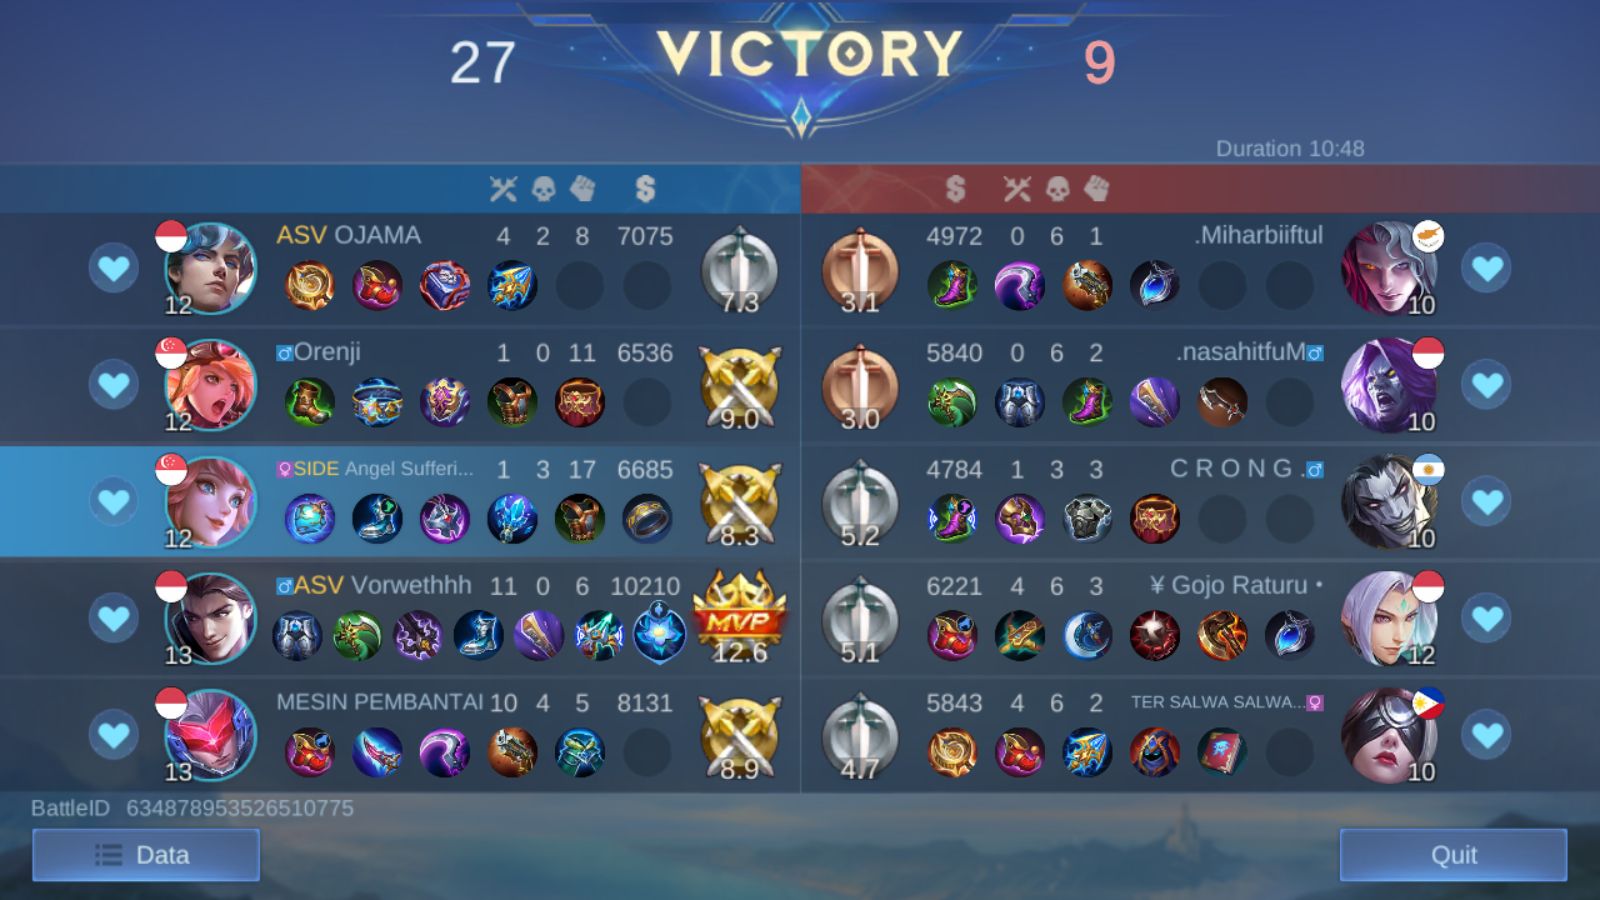 27 VICTORY 9
Duration 10:48
ASV OJAMA 4 2 8 7075 7.3 12
3.1 4972 0 6 1 .Miharbiiftul 10
♂Orenji 1 0 11 6536 9.0 12
3.0 5840 0 6 2 .nasahitfuM♂ 10
♀SIDE Angel Sufferi... 1 3 17 6685 8.3 12
5.2 4784 1 3 3 C R O N G .♂ 10
♂ASV Vorwethhh 11 0 6 10210 MVP 12.6 13
5.1 6221 4 6 3 ¥ Gojo Raturu • 12
MESIN PEMBANTAI 10 4 5 8131 8.9 13
4.7 5843 4 6 2 TER SALWA SALWA...♀ 10
BattleID 634878953526510775
Data
Quit